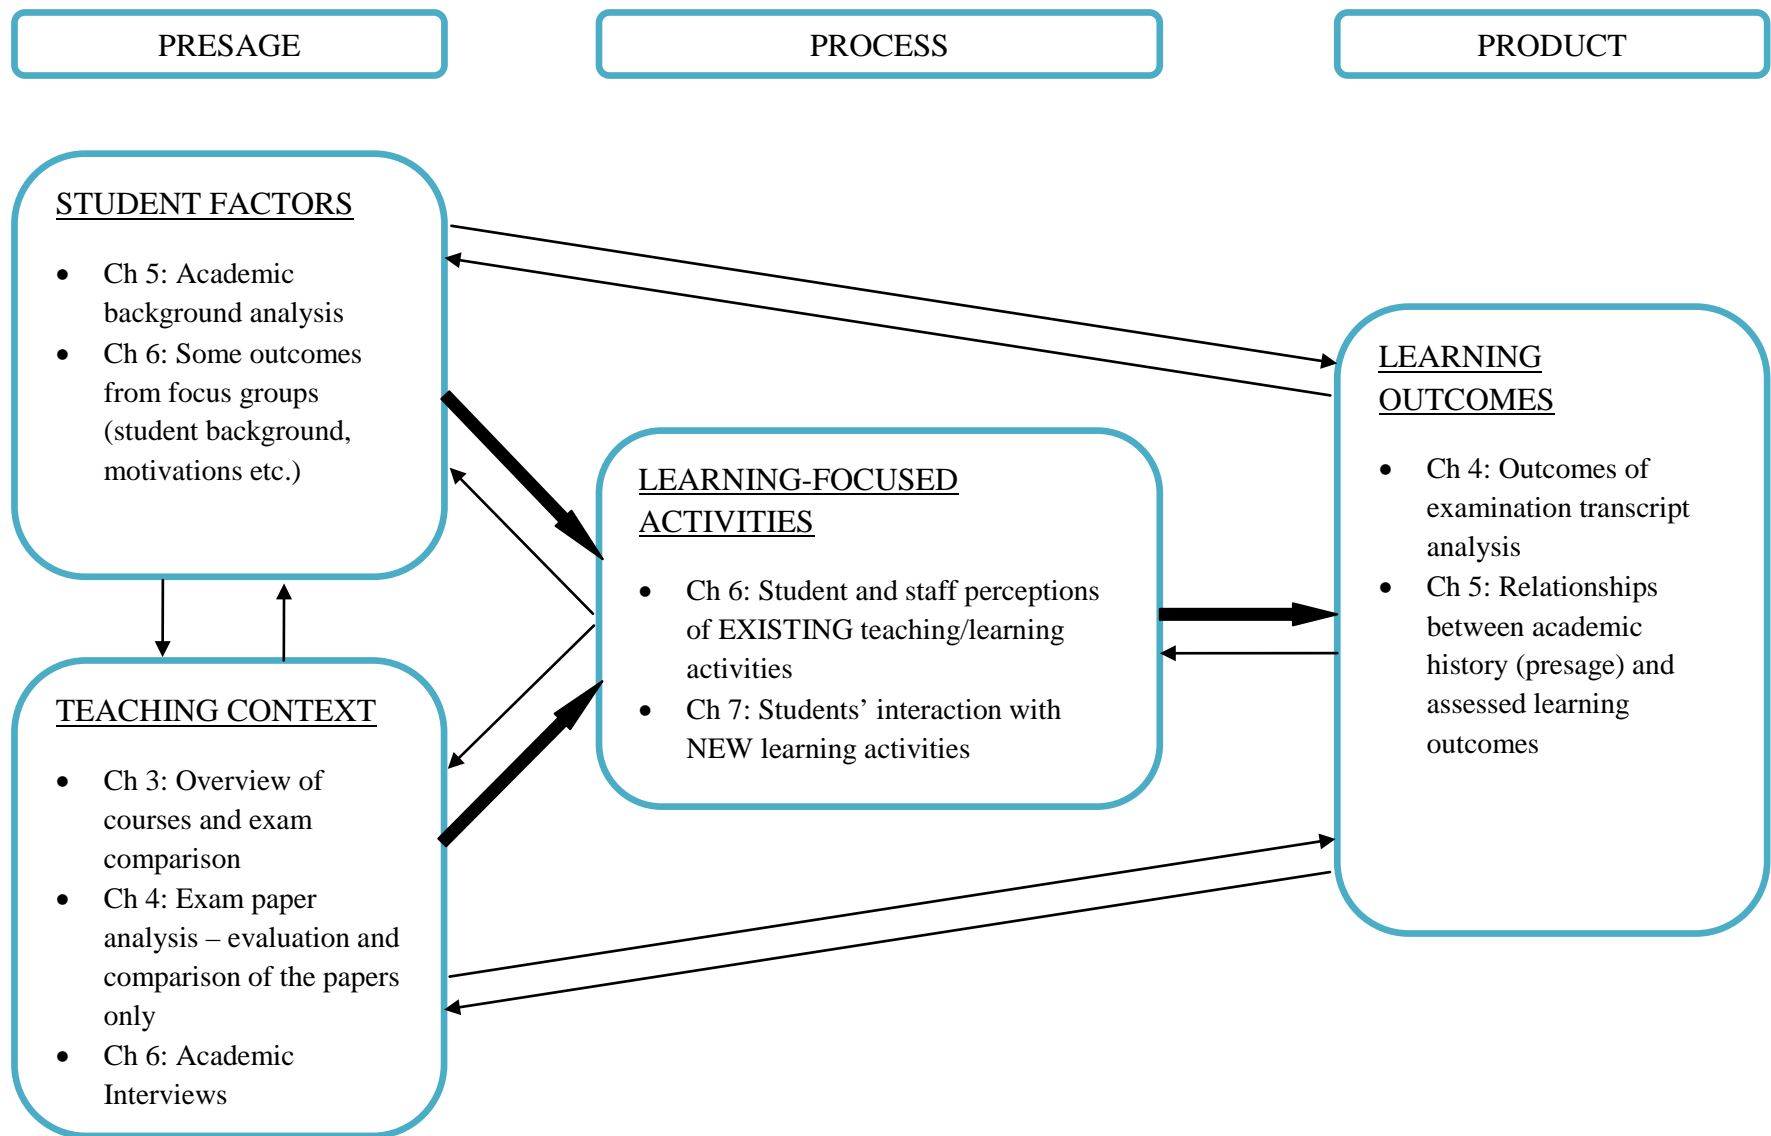 PRESAGE
PROCESS
PRODUCT
STUDENT FACTORS
• Ch 5: Academic
background analysis
• Ch 6: Some outcomes
from focus groups
(student background,
motivations etc.)
TEACHING CONTEXT
• Ch 3: Overview of
courses and exam
comparison
• Ch 4: Exam paper
analysis – evaluation and
comparison of the papers
only
• Ch 6: Academic
Interviews
LEARNING-FOCUSED
ACTIVITIES
• Ch 6: Student and staff perceptions
of EXISTING teaching/learning
activities
• Ch 7: Students’ interaction with
NEW learning activities
LEARNING
OUTCOMES
• Ch 4: Outcomes of
examination transcript
analysis
• Ch 5: Relationships
between academic
history (presage) and
assessed learning
outcomes